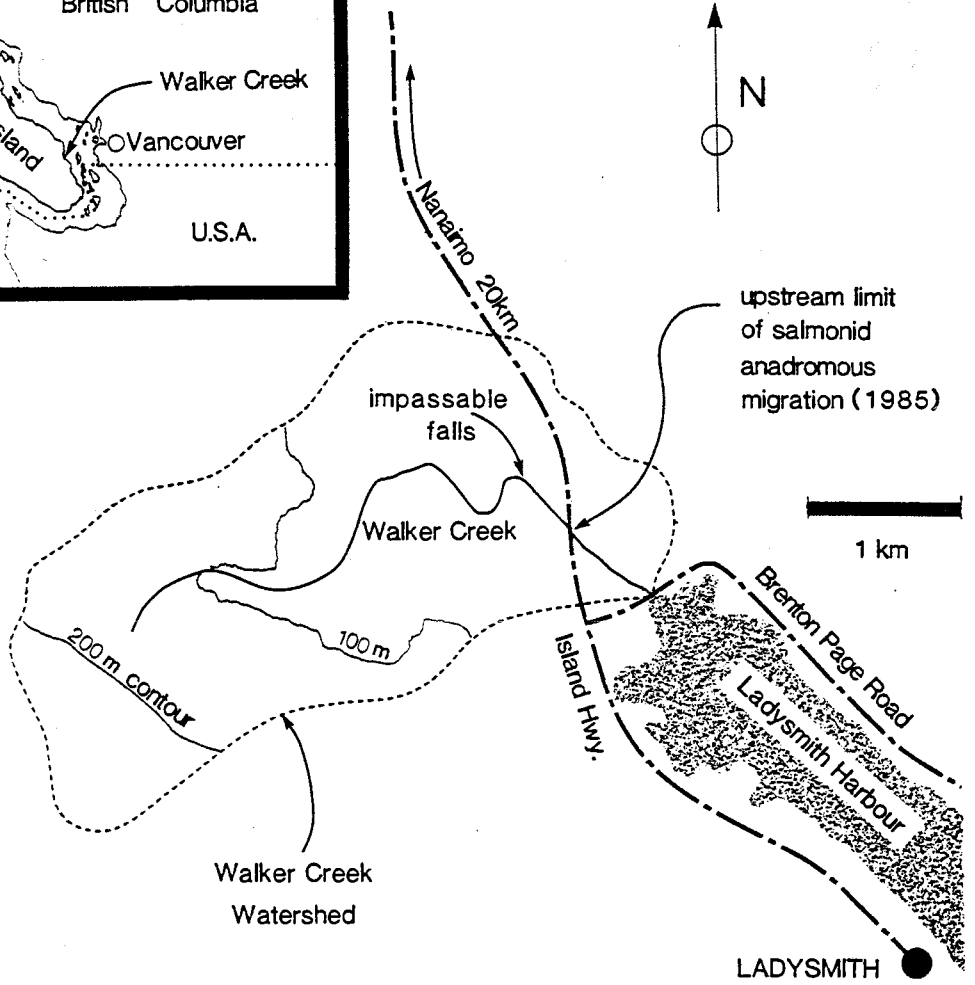 British Columbia
Walker Creek
Vancouver
Island
U.S.A.
N
Nanaimo 20km
upstream limit
of salmonid
anadromous
migration (1985)
impassable
falls
Walker Creek
1 km
Brenton Page Road
100 m
200 m contour
Island Hwy.
Ladysmith Harbour
Walker Creek
Watershed
LADYSMITH